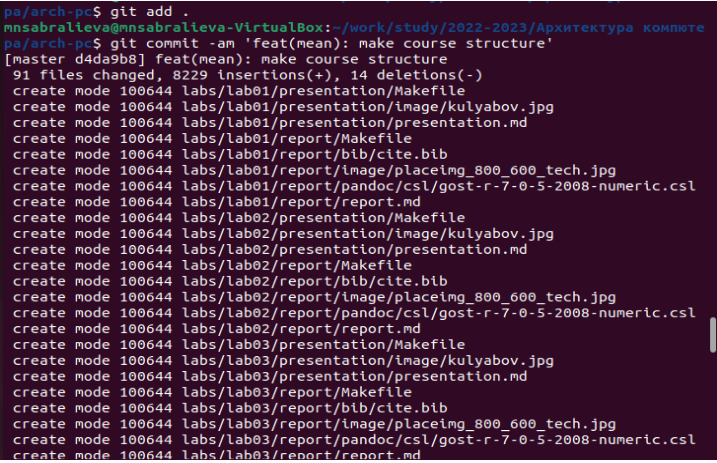 pa/arch-pc$ git add .
mnsabralieva@mnsabralieva-VirtualBox:~/work/study/2022-2023/Архитектура компюте
pa/arch-pc$ git commit -am 'feat(mean): make course structure'
[master d4da9b8] feat(mean): make course structure
 91 files changed, 8229 insertions(+), 14 deletions(-)
 create mode 100644 labs/lab01/presentation/Makefile
 create mode 100644 labs/lab01/presentation/image/kulyabov.jpg
 create mode 100644 labs/lab01/presentation/presentation.md
 create mode 100644 labs/lab01/report/Makefile
 create mode 100644 labs/lab01/report/bib/cite.bib
 create mode 100644 labs/lab01/report/image/placeimg_800_600_tech.jpg
 create mode 100644 labs/lab01/report/pandoc/csl/gost-r-7-0-5-2008-numeric.csl
 create mode 100644 labs/lab01/report/report.md
 create mode 100644 labs/lab02/presentation/Makefile
 create mode 100644 labs/lab02/presentation/image/kulyabov.jpg
 create mode 100644 labs/lab02/presentation/presentation.md
 create mode 100644 labs/lab02/report/Makefile
 create mode 100644 labs/lab02/report/bib/cite.bib
 create mode 100644 labs/lab02/report/image/placeimg_800_600_tech.jpg
 create mode 100644 labs/lab02/report/pandoc/csl/gost-r-7-0-5-2008-numeric.csl
 create mode 100644 labs/lab02/report/report.md
 create mode 100644 labs/lab03/presentation/Makefile
 create mode 100644 labs/lab03/presentation/image/kulyabov.jpg
 create mode 100644 labs/lab03/presentation/presentation.md
 create mode 100644 labs/lab03/report/Makefile
 create mode 100644 labs/lab03/report/bib/cite.bib
 create mode 100644 labs/lab03/report/image/placeimg_800_600_tech.jpg
 create mode 100644 labs/lab03/report/pandoc/csl/gost-r-7-0-5-2008-numeric.csl
 create mode 100644 labs/lab03/report/report.md